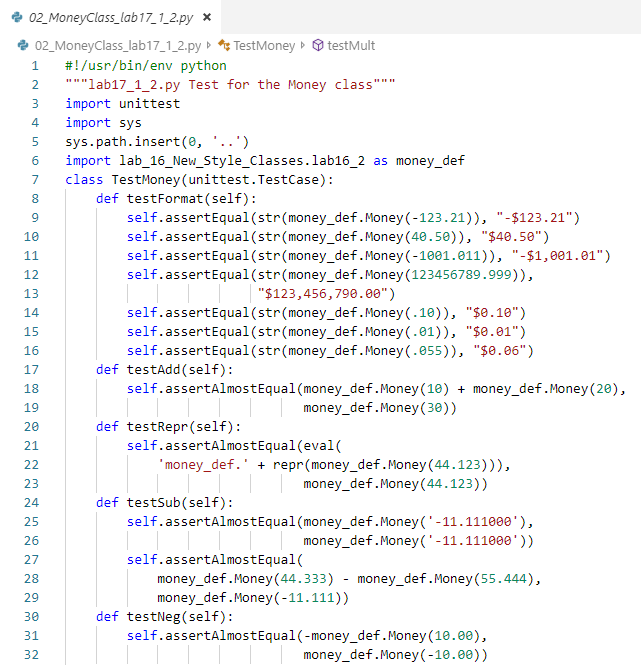 02_MoneyClass_lab17_1_2.py ×
02_MoneyClass_lab17_1_2.py › TestMoney › testMult
1 #!/usr/bin/env python
2 """lab17_1_2.py Test for the Money class"""
3 import unittest
4 import sys
5 sys.path.insert(0, '..')
6 import lab_16_New_Style_Classes.lab16_2 as money_def
7 class TestMoney(unittest.TestCase):
8     def testFormat(self):
9         self.assertEqual(str(money_def.Money(-123.21)), "-$123.21")
10         self.assertEqual(str(money_def.Money(40.50)), "$40.50")
11         self.assertEqual(str(money_def.Money(-1001.011)), "-$1,001.01")
12         self.assertEqual(str(money_def.Money(123456789.999)),
13                          "$123,456,790.00")
14         self.assertEqual(str(money_def.Money(.10)), "$0.10")
15         self.assertEqual(str(money_def.Money(.01)), "$0.01")
16         self.assertEqual(str(money_def.Money(.055)), "$0.06")
17     def testAdd(self):
18         self.assertAlmostEqual(money_def.Money(10) + money_def.Money(20),
19                                money_def.Money(30))
20     def testRepr(self):
21         self.assertAlmostEqual(eval(
22             'money_def.' + repr(money_def.Money(44.123))),
23                                money_def.Money(44.123))
24     def testSub(self):
25         self.assertAlmostEqual(money_def.Money('-11.111000'),
26                                money_def.Money('-11.111000'))
27         self.assertAlmostEqual(
28             money_def.Money(44.333) - money_def.Money(55.444),
29             money_def.Money(-11.111))
30     def testNeg(self):
31         self.assertAlmostEqual(-money_def.Money(10.00),
32                                money_def.Money(-10.00))